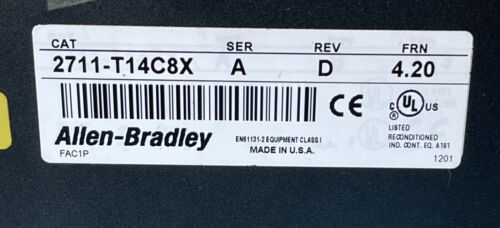 CAT SER REV FRN
2711-T14C8X A D 4.20
CE c UL US
®
Allen-Bradley
FAC1P
EN61131-2 EQUIPMENT CLASS I
MADE IN U.S.A.
LISTED
RECONDITIONED
IND. CONT. EQ. A191
1201